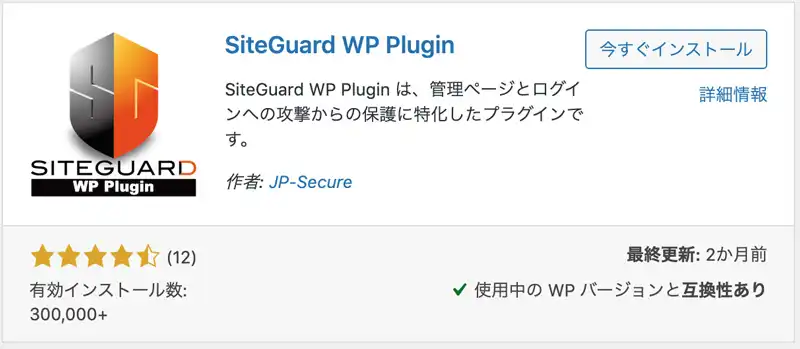 SiteGuard WP Plugin
今すぐインストール
SiteGuard WP Plugin は、管理ページとログイ
ンへの攻撃からの保護に特化したプラグインで
す。
詳細情報
作者: JP-Secure
SITEGUARD
WP Plugin
(12)
最終更新: 2か月前
有効インストール数:
300,000+
使用中の WP バージョンと互換性あり